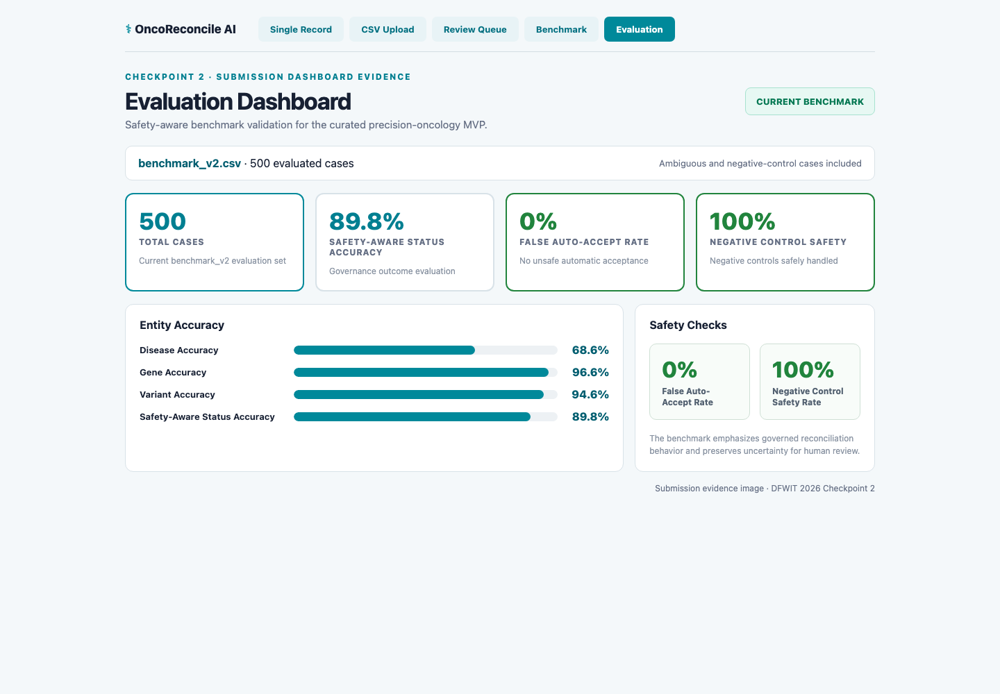 ⚕ OncoReconcile AI
Single Record
CSV Upload
Review Queue
Benchmark
Evaluation
CHECKPOINT 2 · SUBMISSION DASHBOARD EVIDENCE
Evaluation Dashboard
CURRENT BENCHMARK
Safety-aware benchmark validation for the curated precision-oncology MVP.
benchmark_v2.csv · 500 evaluated cases
Ambiguous and negative-control cases included
500
TOTAL CASES
Current benchmark_v2 evaluation set
89.8%
SAFETY-AWARE STATUS
ACCURACY
Governance outcome evaluation
0%
FALSE AUTO-ACCEPT RATE
No unsafe automatic acceptance
100%
NEGATIVE CONTROL SAFETY
Negative controls safely handled
Entity Accuracy
Disease Accuracy 68.6%
Gene Accuracy 96.6%
Variant Accuracy 94.6%
Safety-Aware Status Accuracy 89.8%
Safety Checks
0%
False Auto-
Accept Rate
100%
Negative Control
Safety Rate
The benchmark emphasizes governed reconciliation
behavior and preserves uncertainty for human review.
Submission evidence image · DFWIT 2026 Checkpoint 2